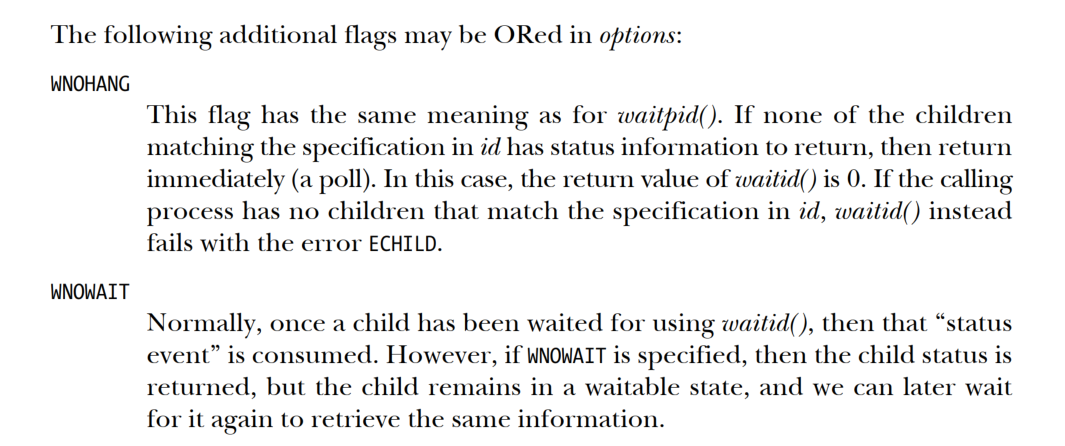 The following additional flags may be ORed in options:
WNOHANG
This flag has the same meaning as for waitpid(). If none of the children
matching the specification in id has status information to return, then return
immediately (a poll). In this case, the return value of waitid() is 0. If the calling
process has no children that match the specification in id, waitid() instead
fails with the error ECHILD.
WNOWAIT
Normally, once a child has been waited for using waitid(), then that “status
event” is consumed. However, if WNOWAIT is specified, then the child status is
returned, but the child remains in a waitable state, and we can later wait
for it again to retrieve the same information.